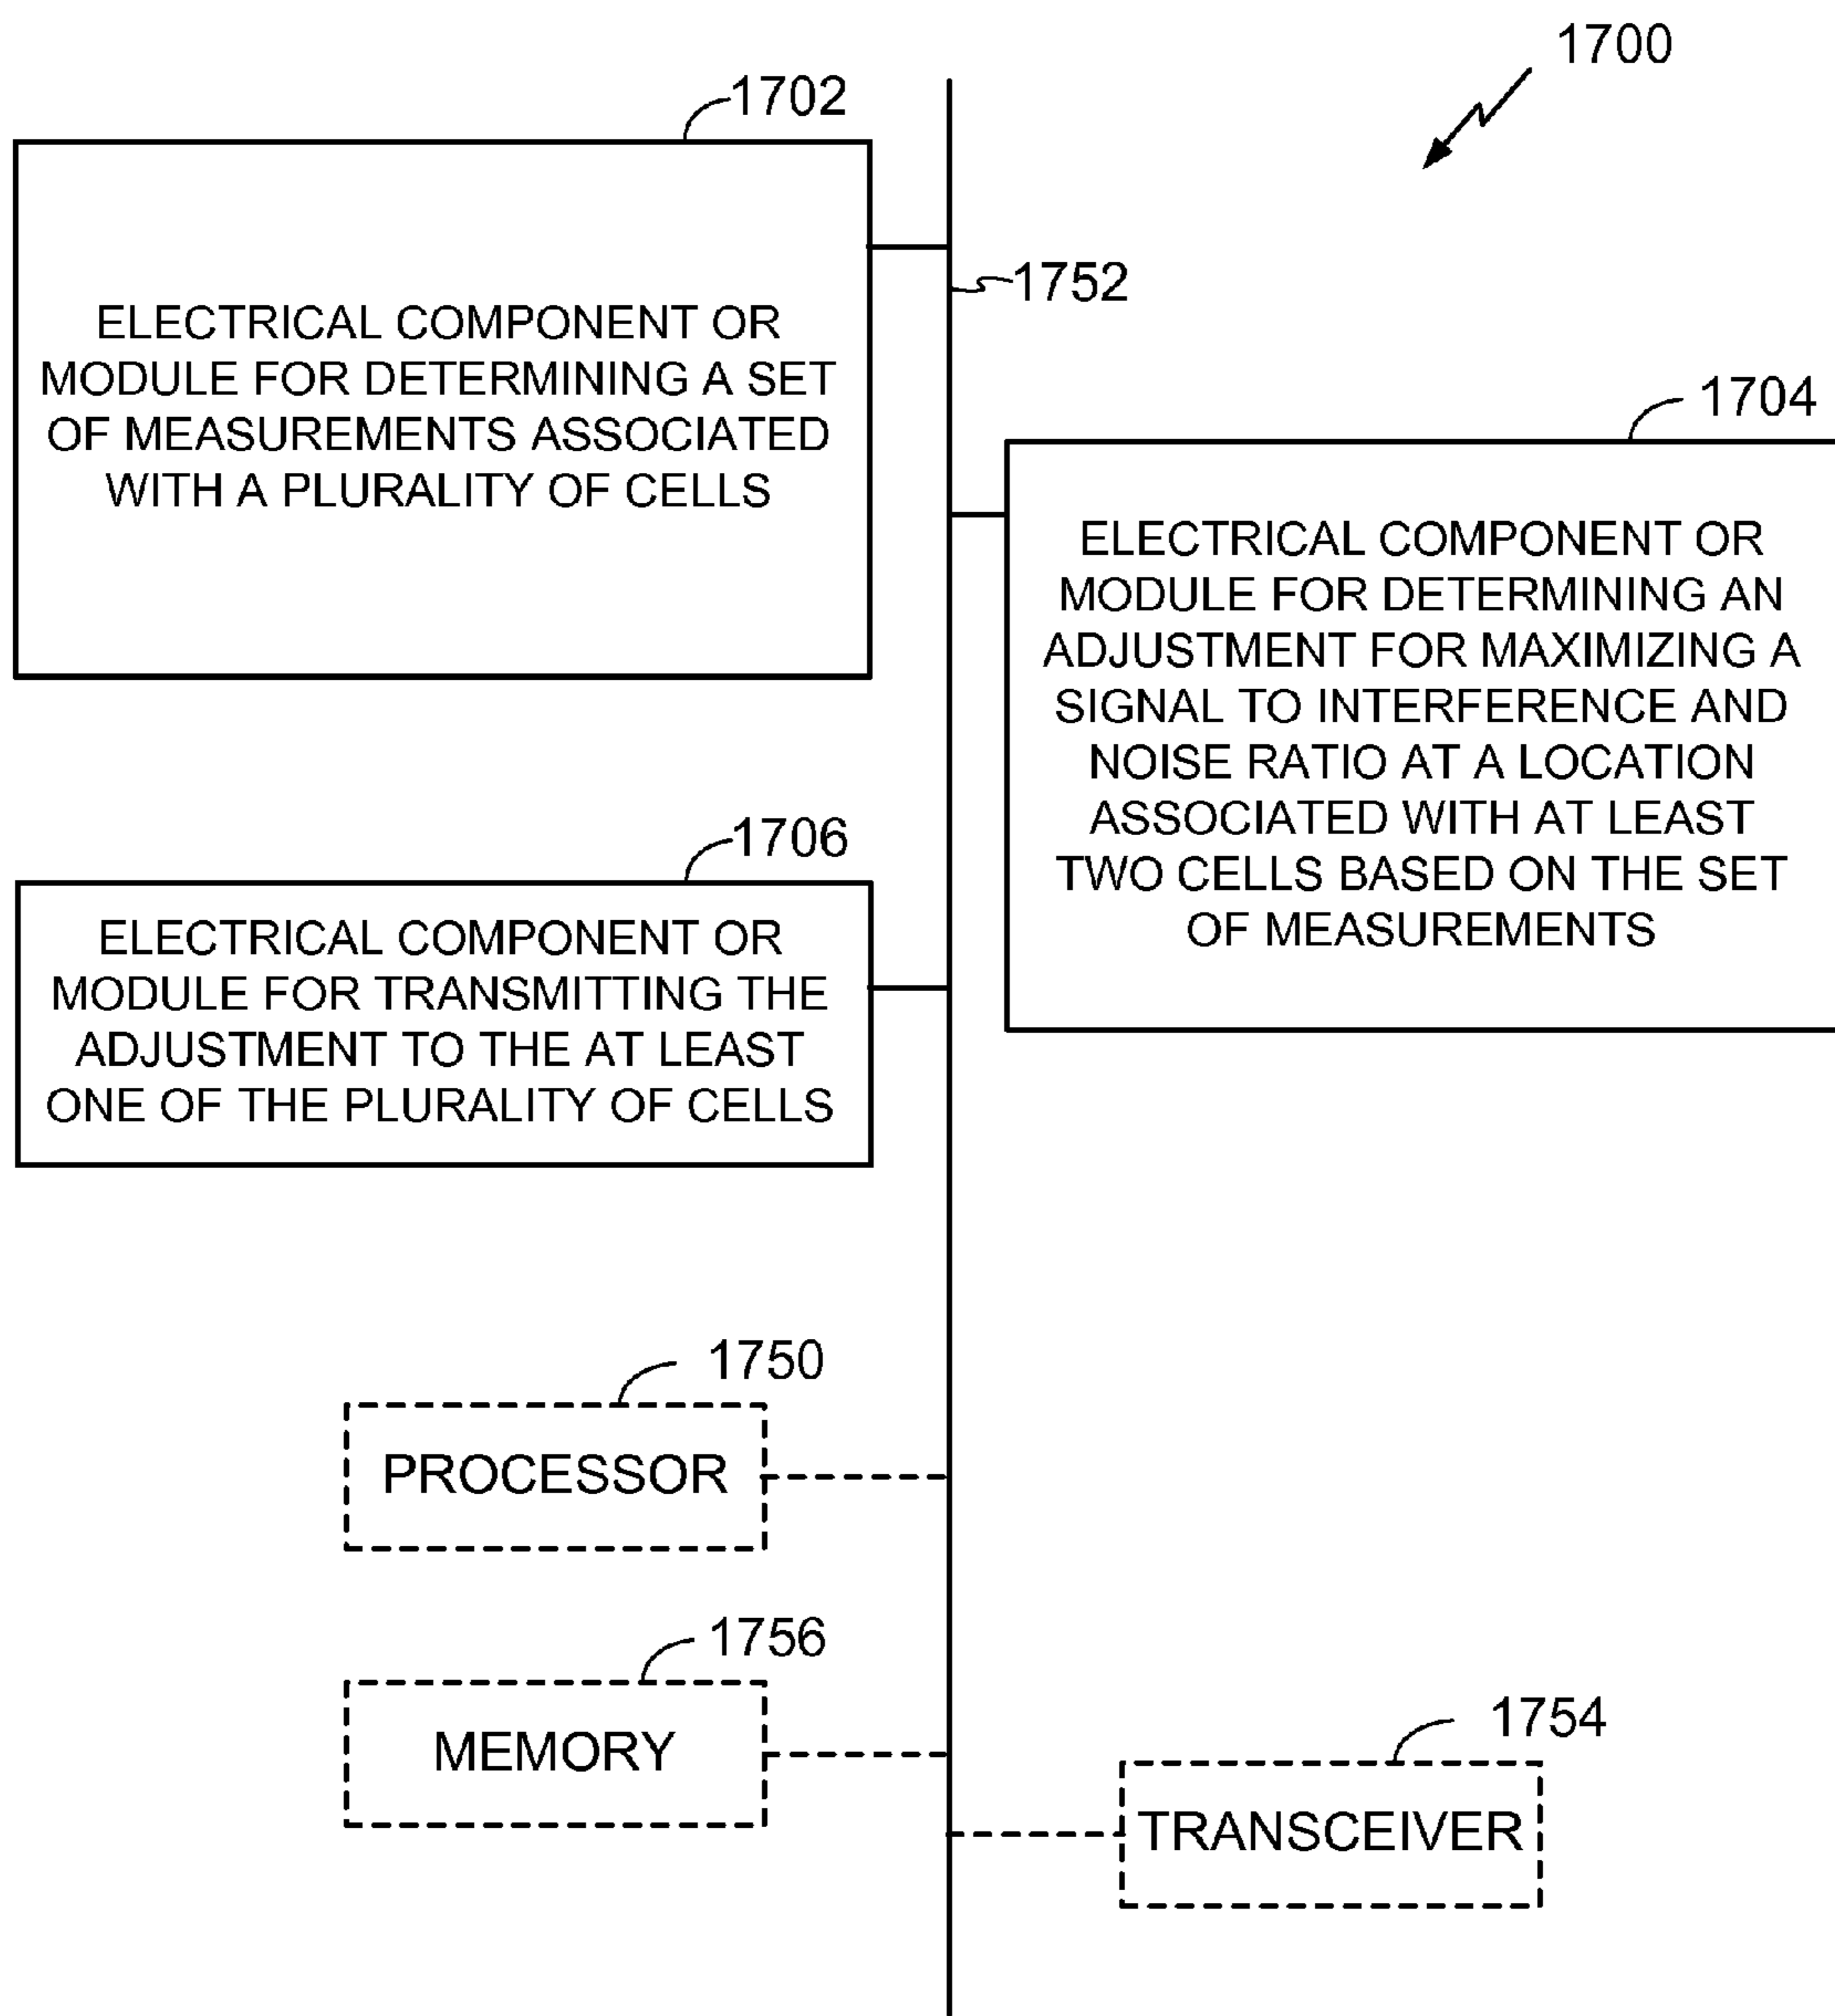 1700
1702
ELECTRICAL COMPONENT OR
MODULE FOR DETERMINING A SET
OF MEASUREMENTS ASSOCIATED
WITH A PLURALITY OF CELLS
1752
1704
ELECTRICAL COMPONENT OR
MODULE FOR DETERMINING AN
ADJUSTMENT FOR MAXIMIZING A
SIGNAL TO INTERFERENCE AND
NOISE RATIO AT A LOCATION
ASSOCIATED WITH AT LEAST
TWO CELLS BASED ON THE SET
OF MEASUREMENTS
1706
ELECTRICAL COMPONENT OR
MODULE FOR TRANSMITTING THE
ADJUSTMENT TO THE AT LEAST
ONE OF THE PLURALITY OF CELLS
1750
PROCESSOR
1756
MEMORY
1754
TRANSCEIVER